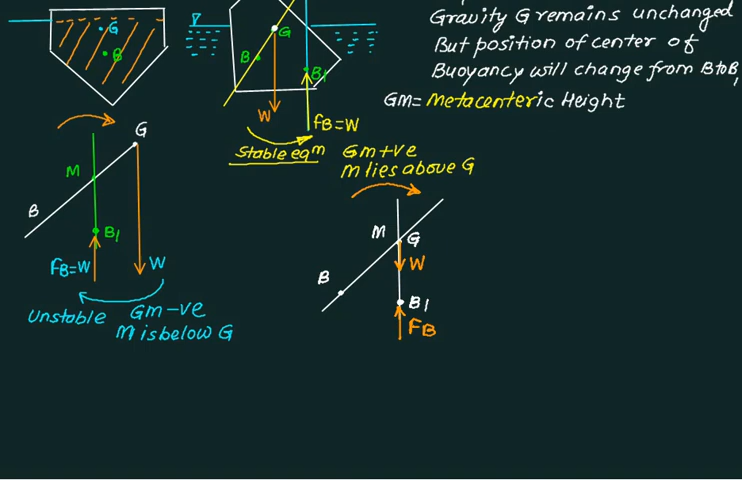 Gravity G remains unchanged
But position of center of
Buoyancy will change from B to B1
GM = Metacenteric Height
G
B
G
B
B1
W
FB=W
Stable eqm GM+ve
M lies above G
G
M
B
B1
FB=W
W
Unstable GM-ve
M is below G
M G
W
B
B1
FB